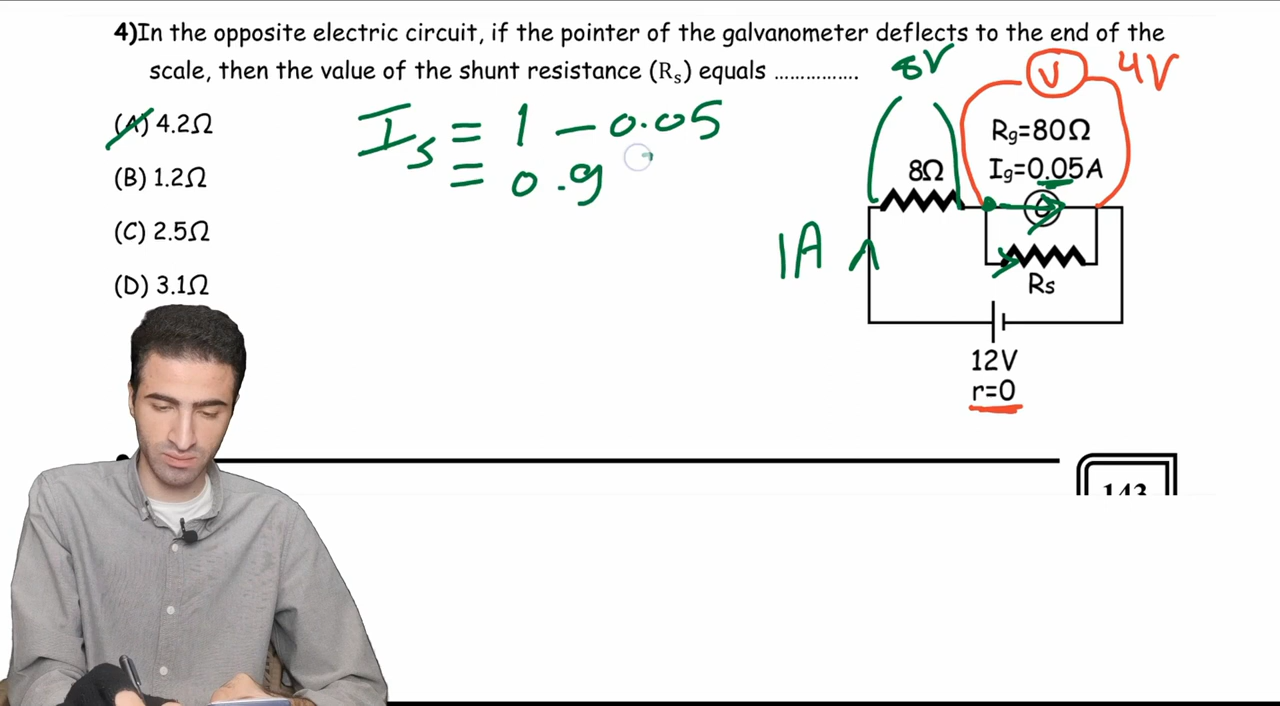 4)In the opposite electric circuit, if the pointer of the galvanometer deflects to the end of the
scale, then the value of the shunt resistance (Rs) equals ................
(A) 4.2Ω
(B) 1.2Ω
(C) 2.5Ω
(D) 3.1Ω
Is = 1 - 0.05
= 0.9
8V
V
4V
Rg=80Ω
Ig=0.05A
8Ω
G
1A
Rs
12V
r=0
143